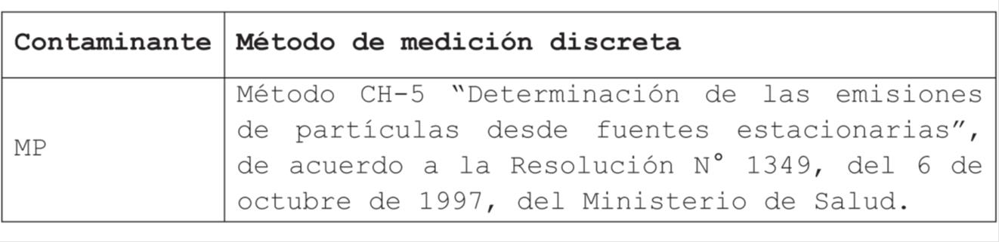 Contaminante Método de medición discreta
Método CH-5 “Determinación de las emisiones
de partículas desde fuentes estacionarias”,
MP
de acuerdo a la Resolución N° 1349, del 6 de
octubre de 1997, del Ministerio de Salud.